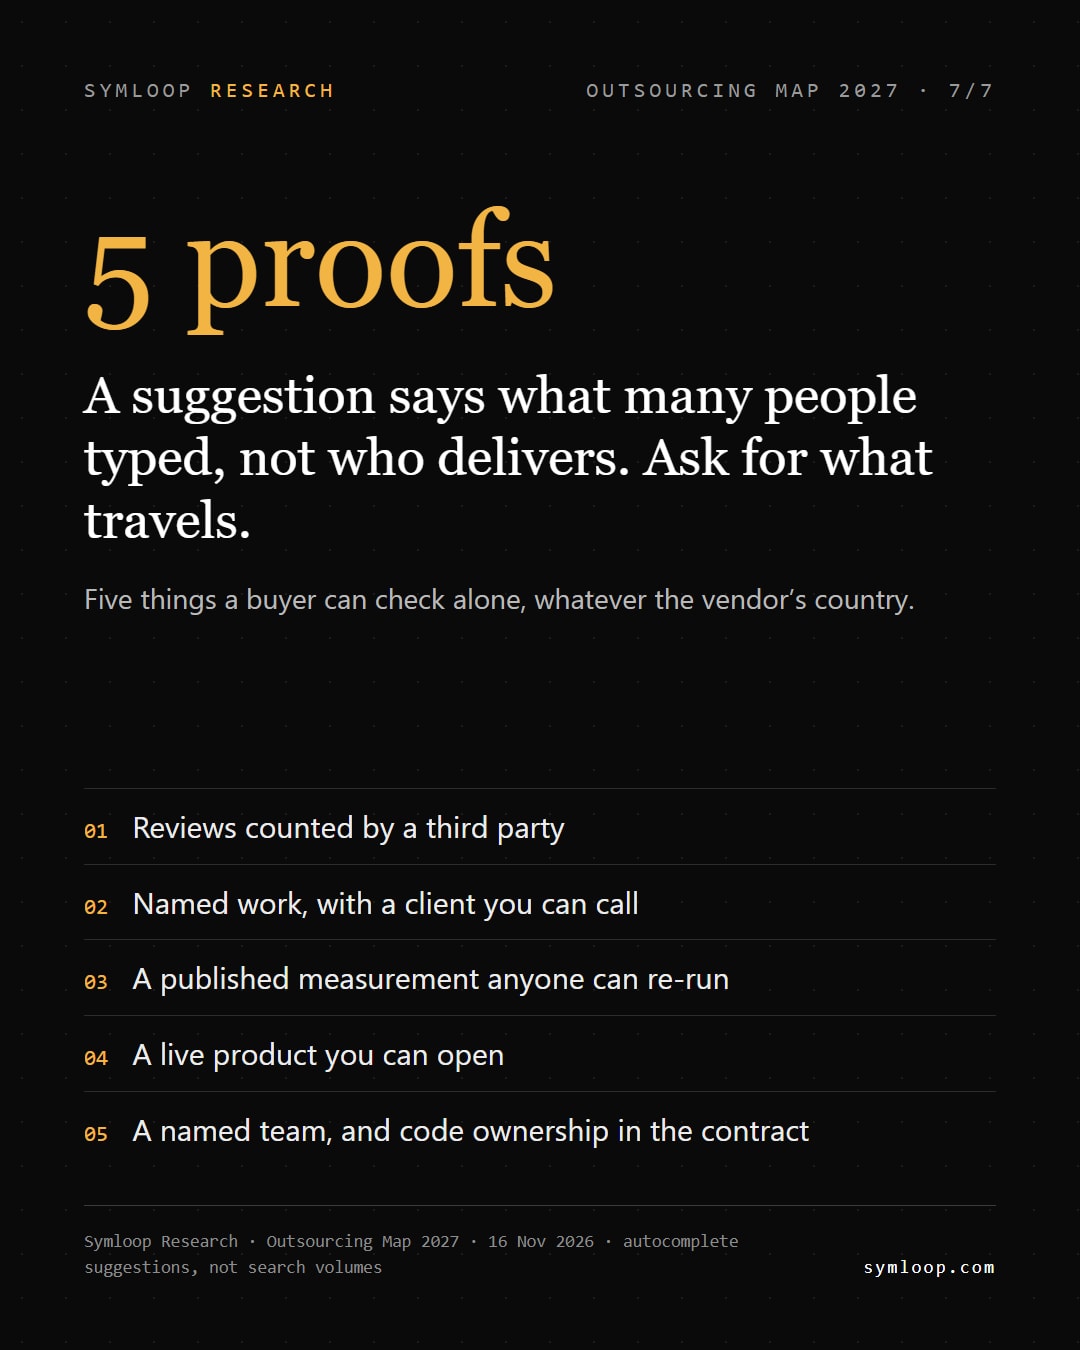 SYMLOOP RESEARCH
OUTSOURCING MAP 2027 · 7/7
5 proofs
A suggestion says what many people
typed, not who delivers. Ask for what
travels.
Five things a buyer can check alone, whatever the vendor’s country.
01 Reviews counted by a third party
02 Named work, with a client you can call
03 A published measurement anyone can re-run
04 A live product you can open
05 A named team, and code ownership in the contract
Symloop Research · Outsourcing Map 2027 · 16 Nov 2026 · autocomplete
suggestions, not search volumes
symloop.com